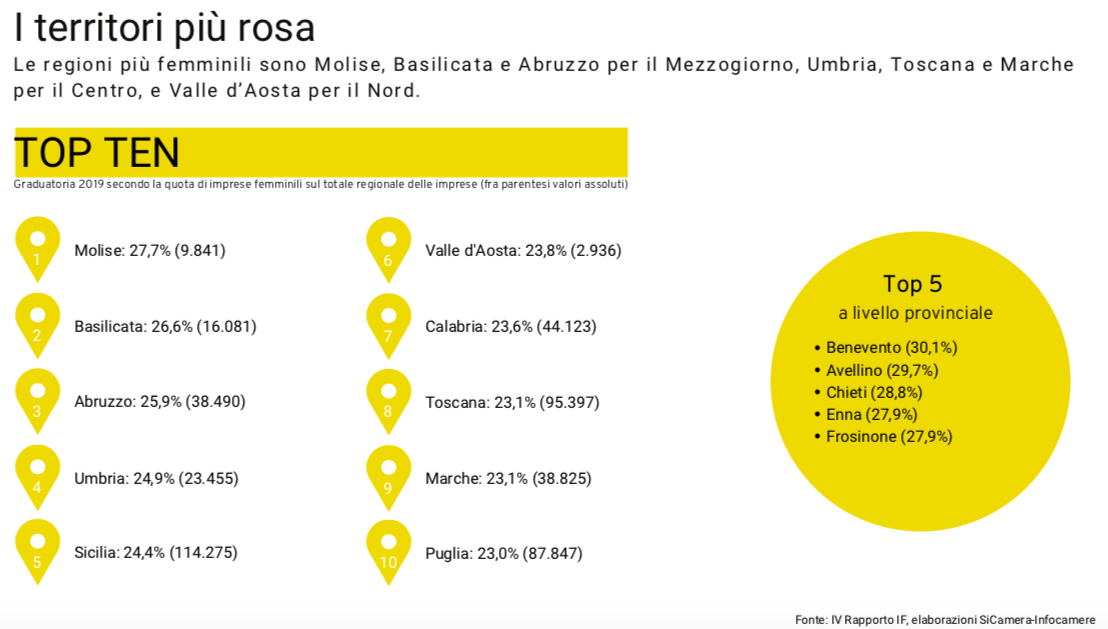 I territori più rosa
Le regioni più femminili sono Molise, Basilicata e Abruzzo per il Mezzogiorno, Umbria, Toscana e Marche
per il Centro, e Valle d'Aosta per il Nord.
TOP TEN
Graduatoria 2019 secondo la quota di imprese femminili sul totale regionale delle imprese (fra parentesi valori assoluti)
1 Molise: 27,7% (9.841)
2 Basilicata: 26,6% (16.081)
3 Abruzzo: 25,9% (38.490)
4 Umbria: 24,9% (23.455)
5 Sicilia: 24,4% (114.275)
6 Valle d'Aosta: 23,8% (2.936)
7 Calabria: 23,6% (44.123)
8 Toscana: 23,1% (95.397)
9 Marche: 23,1% (38.825)
10 Puglia: 23,0% (87.847)
Top 5
a livello provinciale
• Benevento (30,1%)
• Avellino (29,7%)
• Chieti (28,8%)
• Enna (27,9%)
• Frosinone (27,9%)
Fonte: IV Rapporto IF, elaborazioni SiCamera-Infocamere